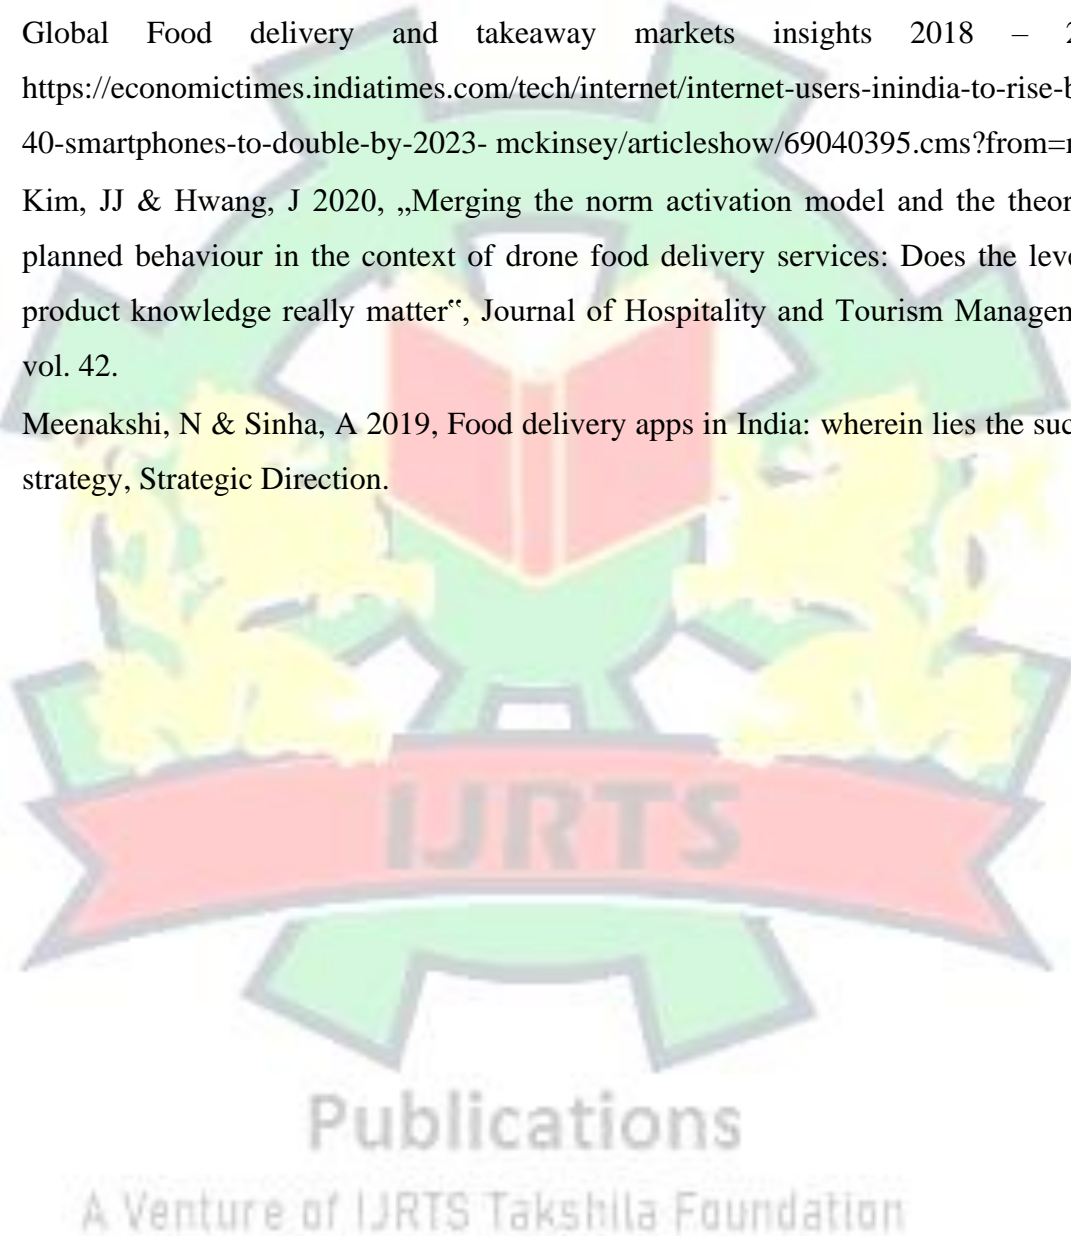 Global Food delivery and takeaway markets insights 2018 – 2
https://economictimes.indiatimes.com/tech/internet/internet-users-inindia-to-rise-b
40-smartphones-to-double-by-2023- mckinsey/articleshow/69040395.cms?from=
Kim, JJ & Hwang, J 2020, „Merging the norm activation model and the theor
planned behaviour in the context of drone food delivery services: Does the leve
product knowledge really matter‟, Journal of Hospitality and Tourism Managem
vol. 42.
Meenakshi, N & Sinha, A 2019, Food delivery apps in India: wherein lies the suc
strategy, Strategic Direction.
IJRTS
Publications
A Venture of IJRTS Takshila Foundation